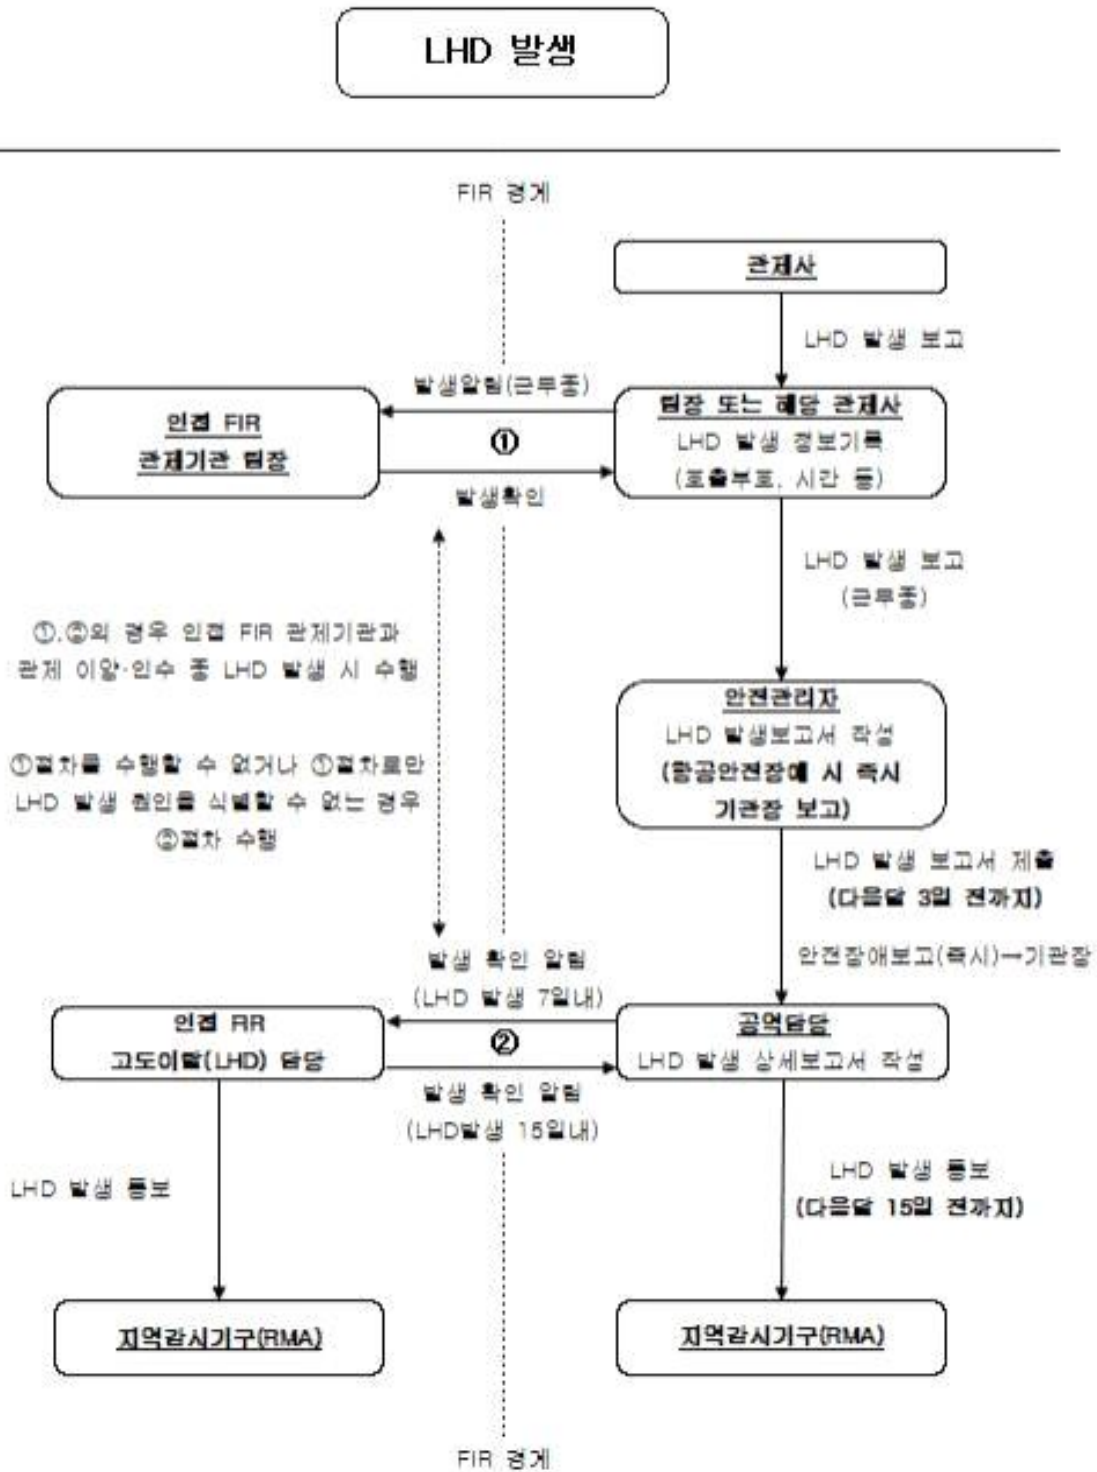 LHD 발생
FIR 경계
관제사
LHD 발생 보고
발생알림(근무중)
팀장 또는 해당 관제사
LHD 발생 정보기록
(호출부호, 시간 등)
인접 FIR
관제기관 팀장
①
발생확인
LHD 발생 보고
(근무중)
①,②의 경우 인접 FIR 관제기관과
관제 이양·인수 중 LHD 발생 시 수행
안전관리자
LHD 발생보고서 작성
(항공안전장애 시 즉시
기관장 보고)
①절차를 수행할 수 없거나 ①절차로만
LHD 발생 원인을 식별할 수 없는 경우
②절차 수행
LHD 발생 보고서 제출
(다음달 3일 전까지)
안전장애보고(즉시)→기관장
발생 확인 알림
(LHD 발생 7일내)
인접 FIR
고도이탈(LHD) 담당
②
공역담당
LHD 발생 상세보고서 작성
발생 확인 알림
(LHD발생 15일내)
LHD 발생 통보
LHD 발생 통보
(다음달 15일 전까지)
지역감시기구(RMA)
지역감시기구(RMA)
FIR 경계